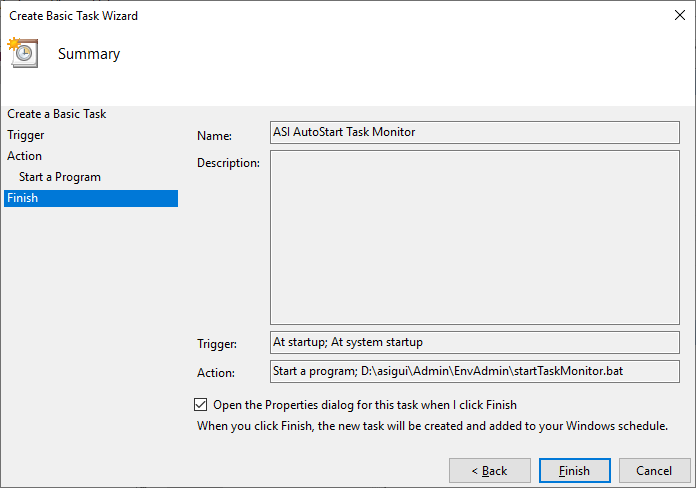 Create Basic Task Wizard
Summary
Create a Basic Task
Trigger
Action
Start a Program
Finish
Name: ASI AutoStart Task Monitor
Description:
Trigger: At startup; At system startup
Action: Start a program; D:\asigui\Admin\EnvAdmin\startTaskMonitor.bat
Open the Properties dialog for this task when I click Finish
When you click Finish, the new task will be created and added to your Windows schedule.
< Back Finish Cancel